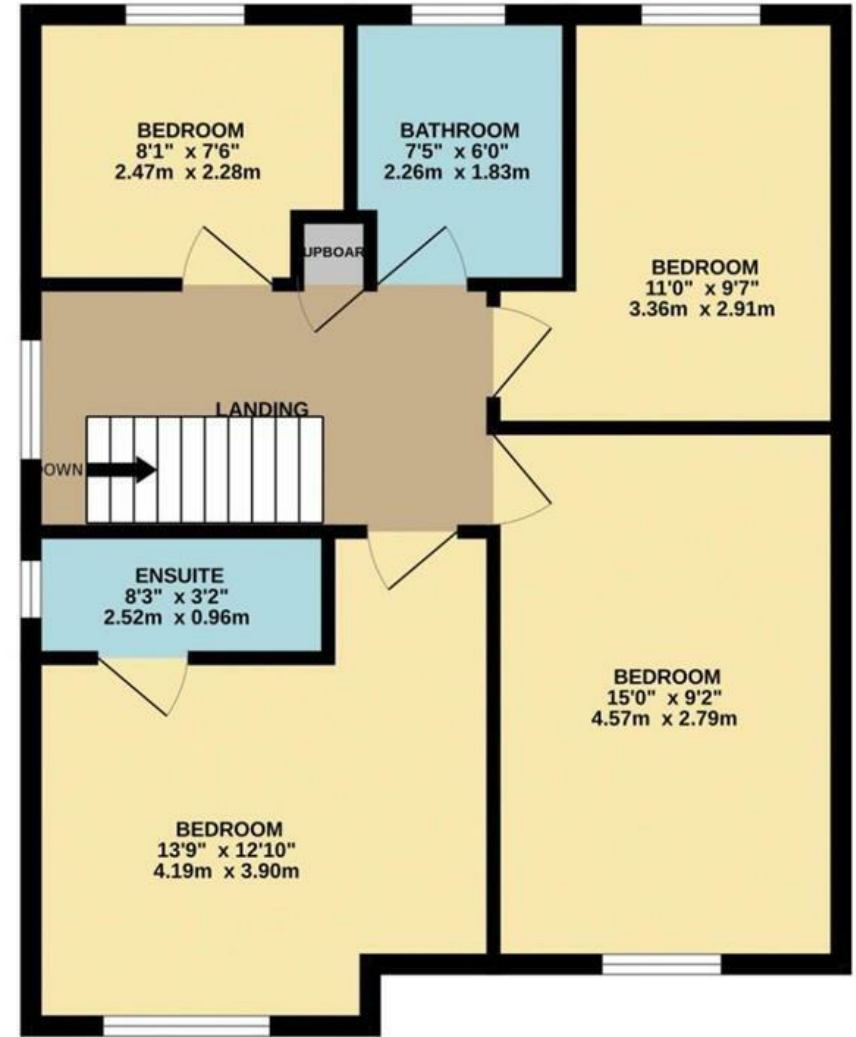 BEDROOM
8'1" x 7'6"
2.47m x 2.28m
BATHROOM
7'5" x 6'0"
2.26m x 1.83m
UPBOAR
BEDROOM
11'0" x 9'7"
3.36m x 2.91m
LANDING
OWN
ENSUITE
8'3" x 3'2"
2.52m x 0.96m
BEDROOM
15'0" x 9'2"
4.57m x 2.79m
BEDROOM
13'9" x 12'10"
4.19m x 3.90m